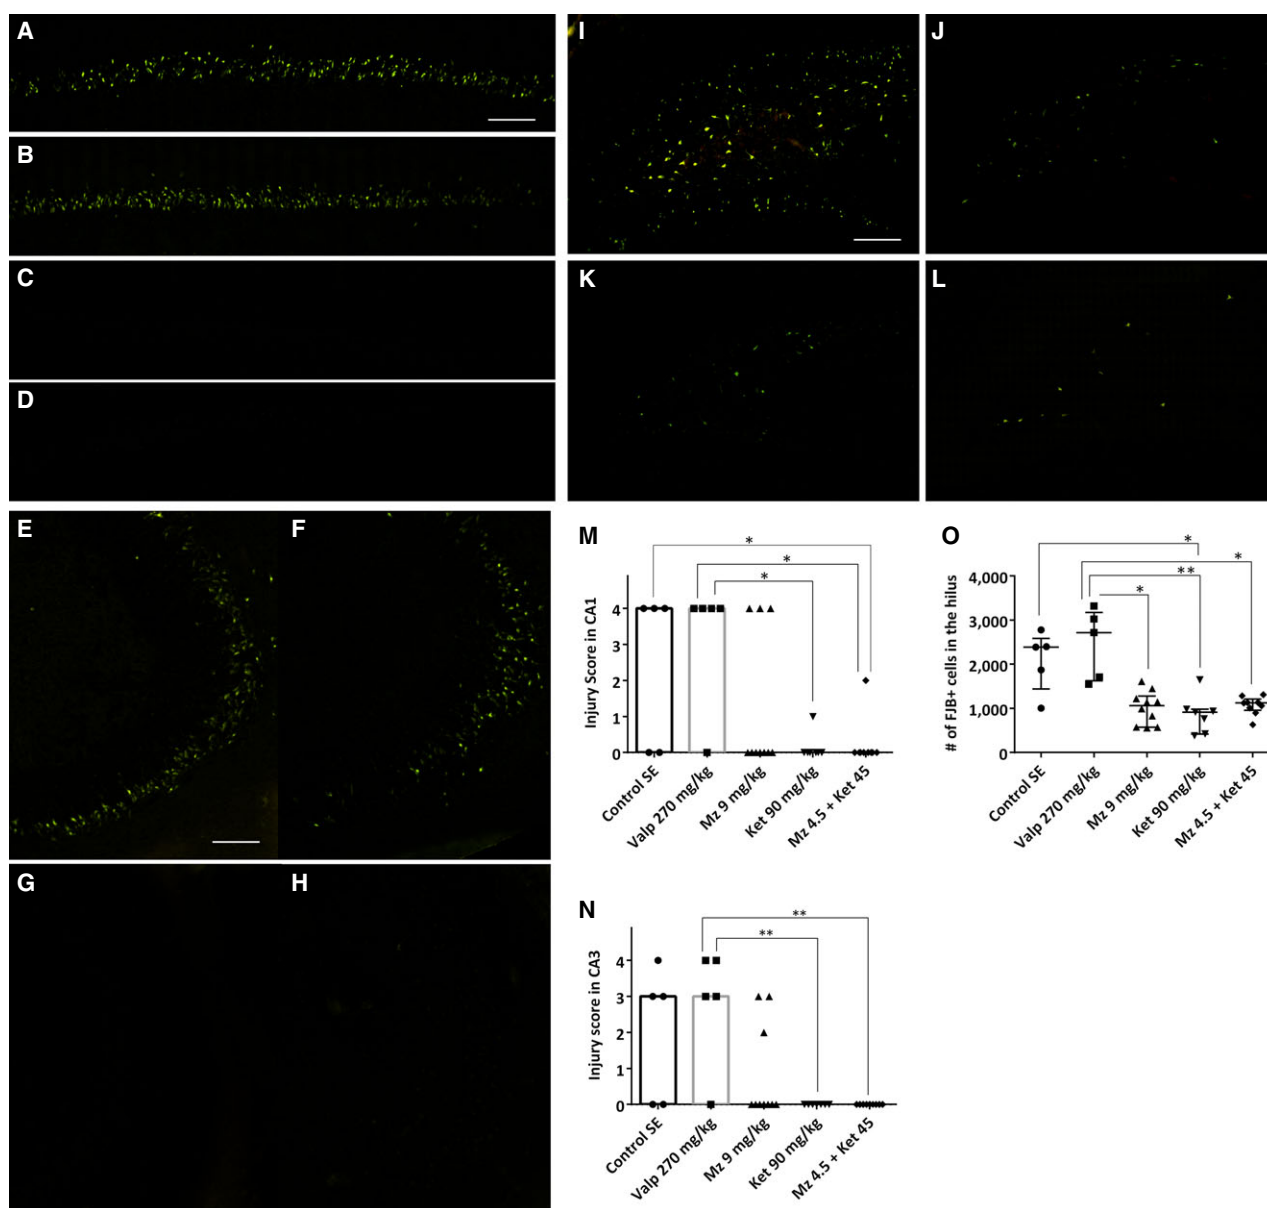 A
B
C
D
E
F
G
H
I
J
K
L
M
*
*
*
Injury Score in CA1
4
3
2
1
0
Control SE
Valp 270 mg/kg
Mz 9 mg/kg
Ket 90 mg/kg
Mz 4.5 + Ket 45
O
*
*
**
*
# of FJB+ cells in the hilus
4,000
3,000
2,000
1,000
0
Control SE
Valp 270 mg/kg
Mz 9 mg/kg
Ket 90 mg/kg
Mz 4.5 + Ket 45
N
**
**
Injury score in CA3
4
3
2
1
0
Control SE
Valp 270 mg/kg
Mz 9 mg/kg
Ket 90 mg/kg
Mz 4.5 + Ket 45